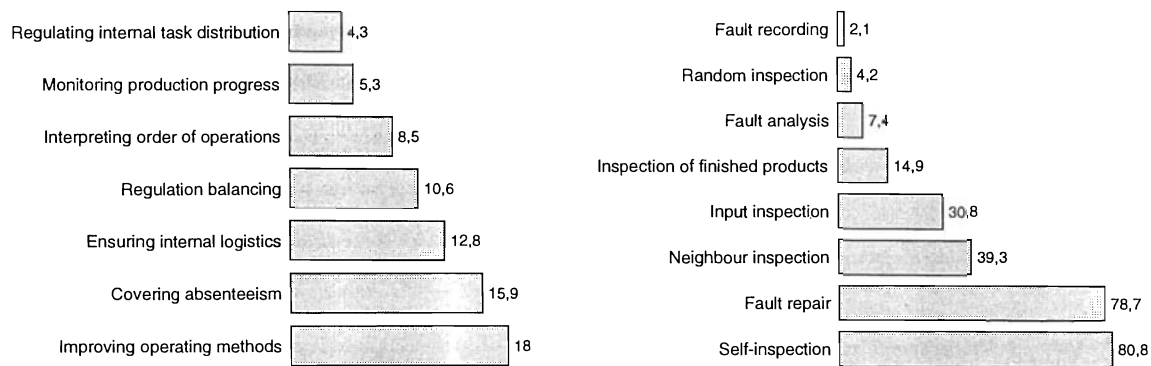 Regulating internal task distribution 4,3
Monitoring production progress 5,3
Interpreting order of operations 8,5
Regulation balancing 10,6
Ensuring internal logistics 12,8
Covering absenteeism 15,9
Improving operating methods 18
Fault recording 2,1
Random inspection 4,2
Fault analysis 7,4
Inspection of finished products 14,9
Input inspection 30,8
Neighbour inspection 39,3
Fault repair 78,7
Self-inspection 80,8